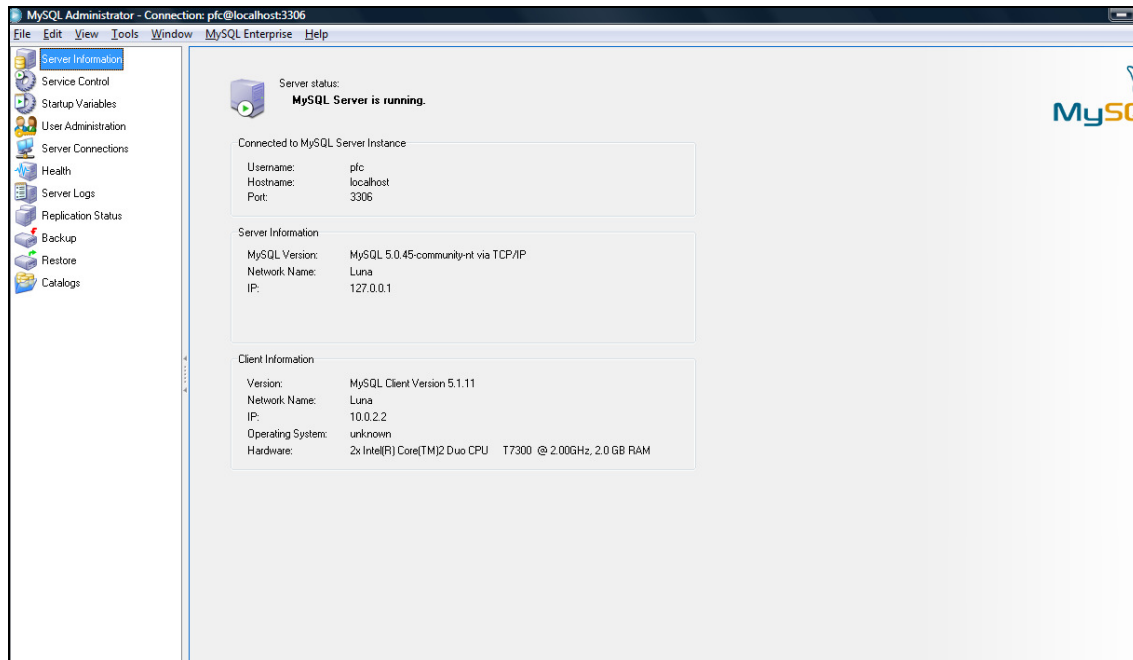 MySQL Administrator - Connection: pfc@localhost:3306
File Edit View Tools Window MySQL Enterprise Help
Server Information
Service Control
Startup Variables
User Administration
Server Connections
Health
Server Logs
Replication Status
Backup
Restore
Catalogs
Server status:
MySQL Server is running.
Connected to MySQL Server Instance
Username: pfc
Hostname: localhost
Port: 3306
Server Information
MySQL Version: MySQL 5.0.45-community-nt via TCP/IP
Network Name: Luna
IP: 127.0.0.1
Client Information
Version: MySQL Client Version 5.1.11
Network Name: Luna
IP: 10.0.2.2
Operating System: unknown
Hardware: 2x Intel(R) Core(TM)2 Duo CPU T7300 @ 2.00GHz, 2.0 GB RAM